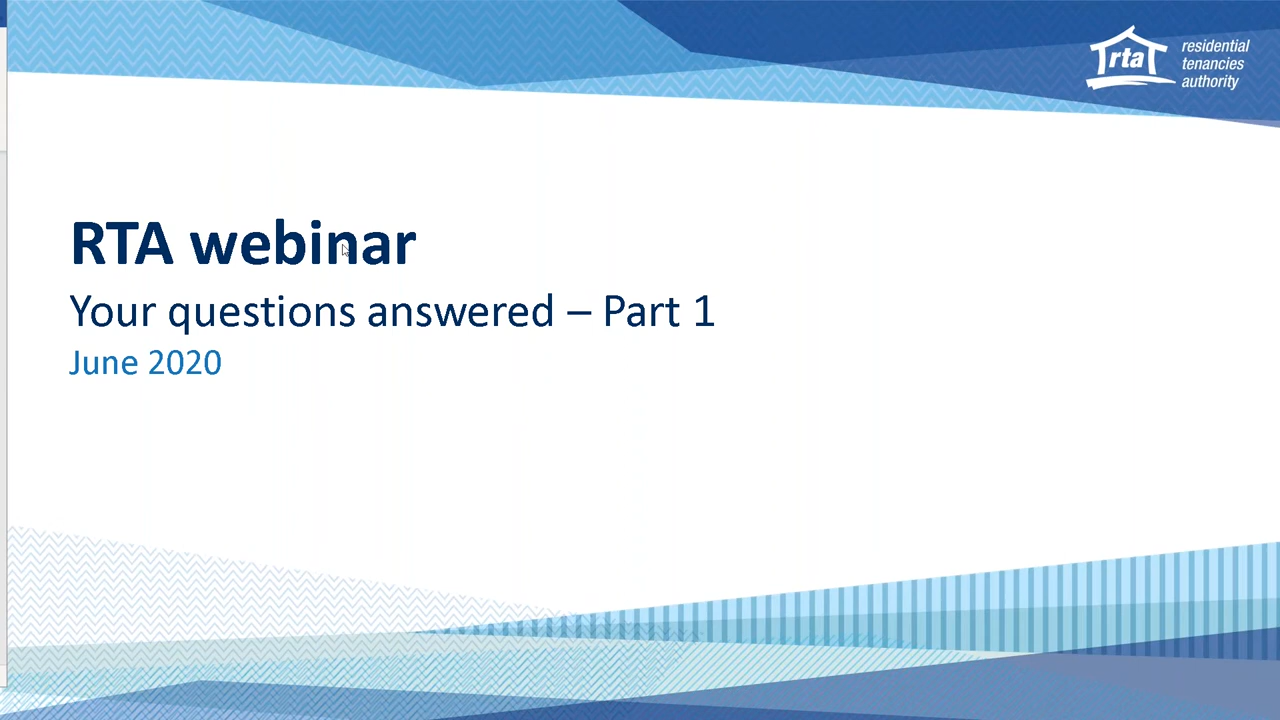 rta
residential
tenancies
authority
RTA webinar
Your questions answered – Part 1
June 2020